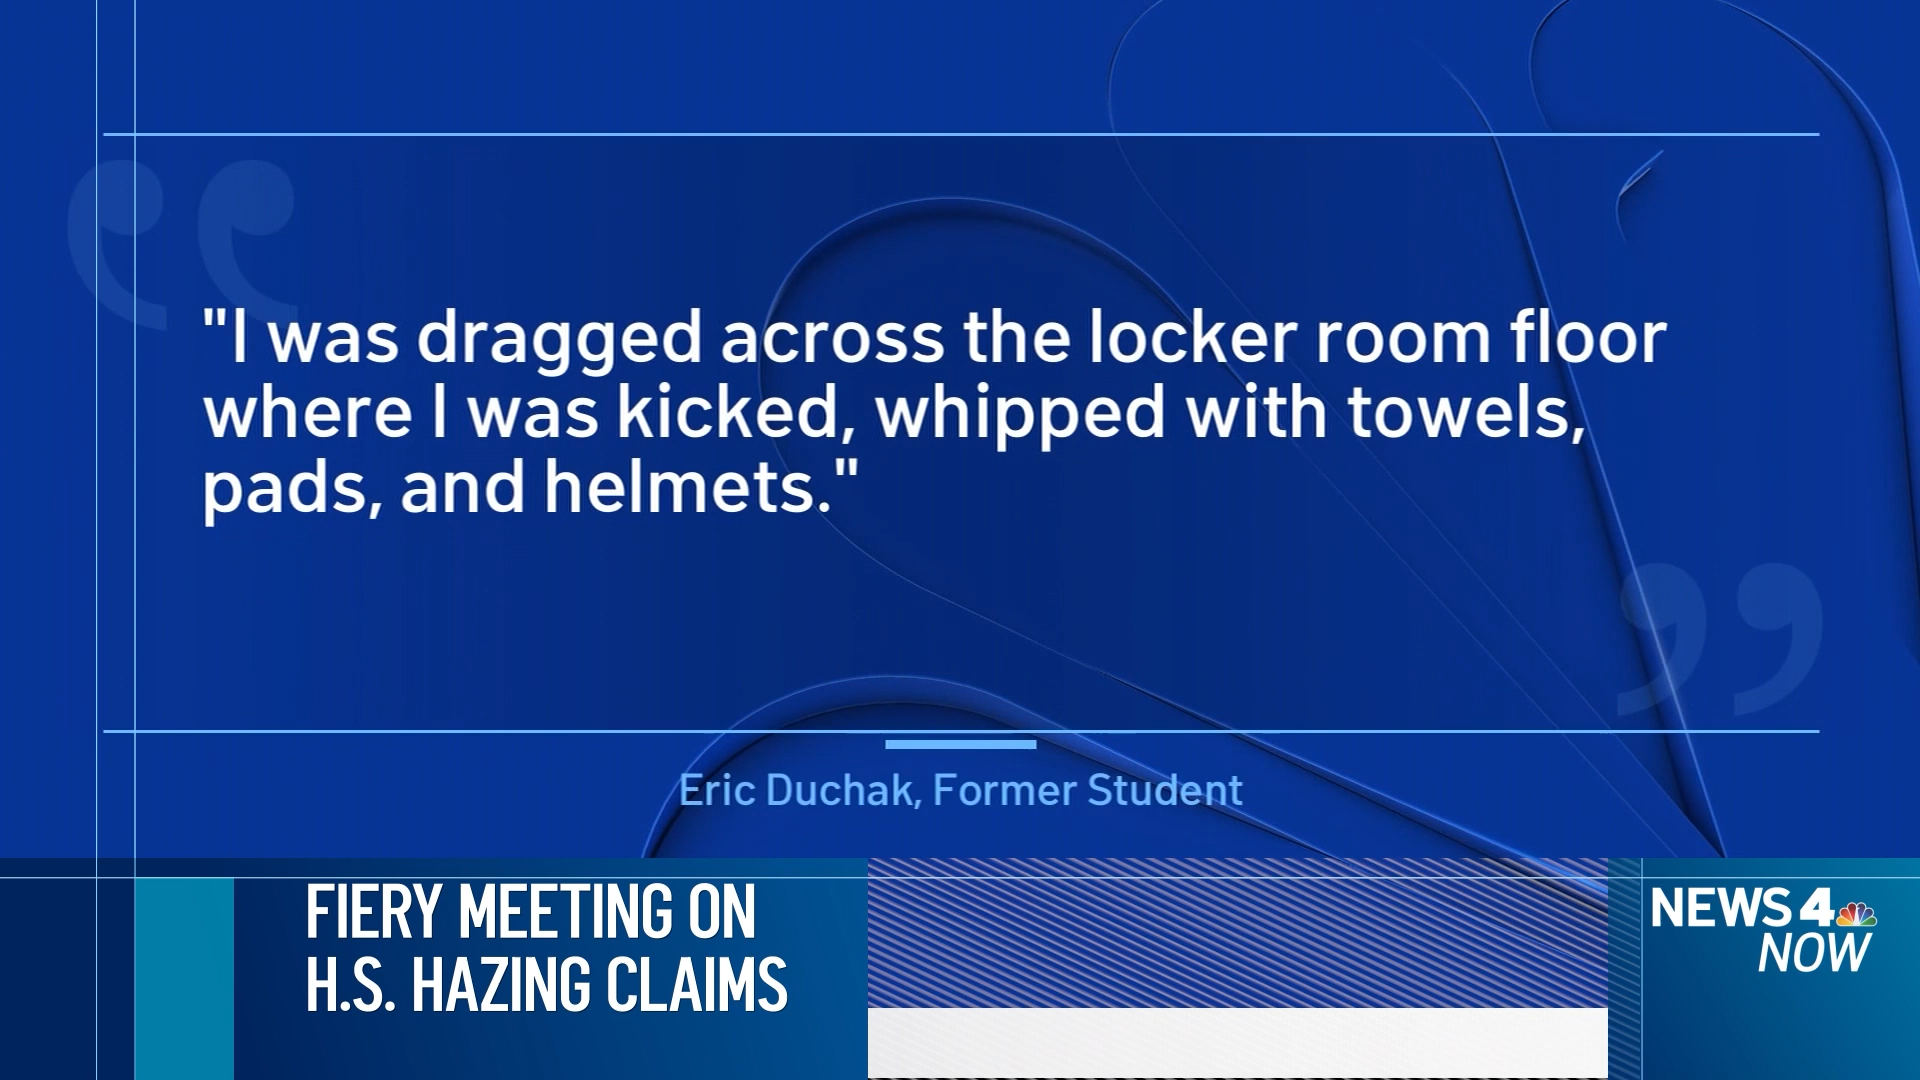 "I was dragged across the locker room floor
where I was kicked, whipped with towels,
pads, and helmets."
Eric Duchak, Former Student
FIERY MEETING ON
H.S. HAZING CLAIMS
NEWS 4
NOW